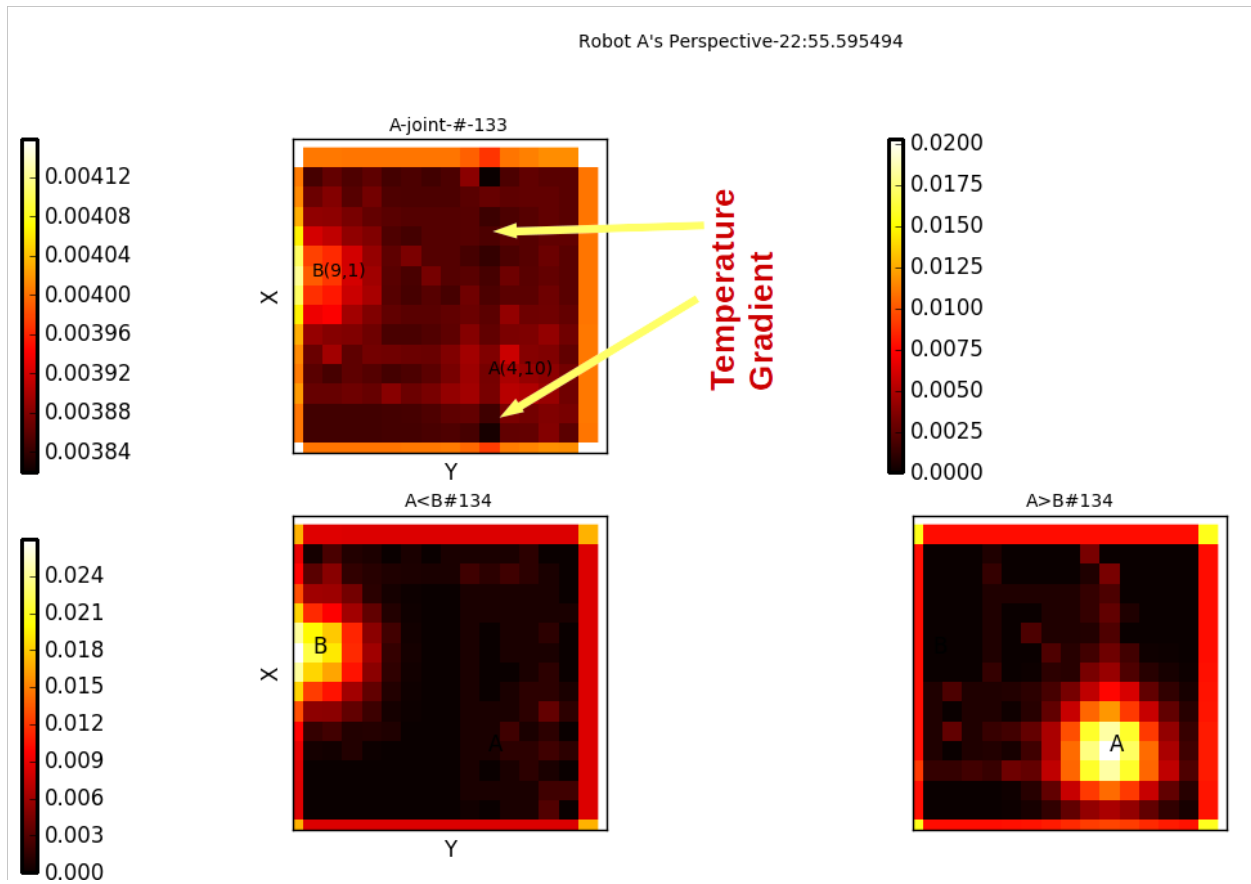 Robot A's Perspective-22:55.595494
A-joint-#-133
0.00412
0.00408
0.00404
0.00400
0.00396
0.00392
0.00388
0.00384
X
B(9,1)
A(4,10)
Y
Temperature
Gradient
0.0200
0.0175
0.0150
0.0125
0.0100
0.0075
0.0050
0.0025
0.0000
A<B#134
0.024
0.021
0.018
0.015
0.012
0.009
0.006
0.003
0.000
X
B
A
Y
A>B#134
B
A